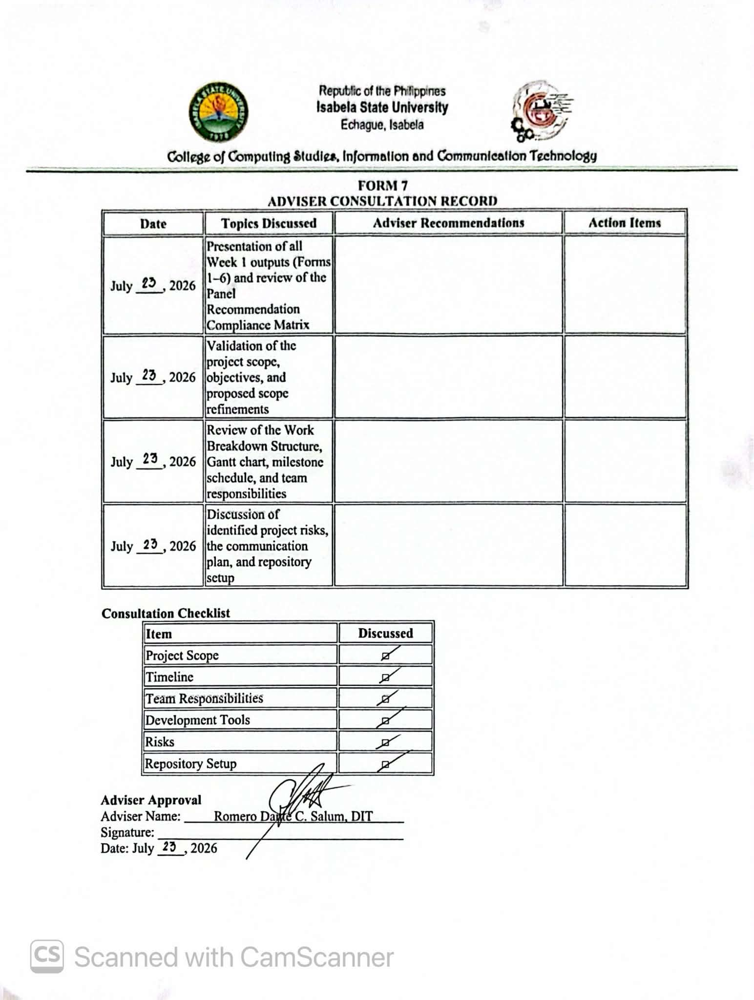 ISABELA STATE UNIVERSITY
1978
Republic of the Philippines
Isabela State University
Echague, Isabela
College of Computing Studies, Information and Communication Technology
FORM 7
ADVISER CONSULTATION RECORD
Date Topics Discussed Adviser Recommendations Action Items
July 23, 2026
Presentation of all
Week 1 outputs (Forms
1–6) and review of the
Panel
Recommendation
Compliance Matrix
July 23, 2026
Validation of the
project scope,
objectives, and
proposed scope
refinements
July 23, 2026
Review of the Work
Breakdown Structure,
Gantt chart, milestone
schedule, and team
responsibilities
July 23, 2026
Discussion of
identified project risks,
the communication
plan, and repository
setup
Consultation Checklist
Item Discussed
Project Scope
Timeline
Team Responsibilities
Development Tools
Risks
Repository Setup
Adviser Approval
Adviser Name: Romero Dante C. Salum, DIT
Signature:
Date: July 23, 2026
CS Scanned with CamScanner